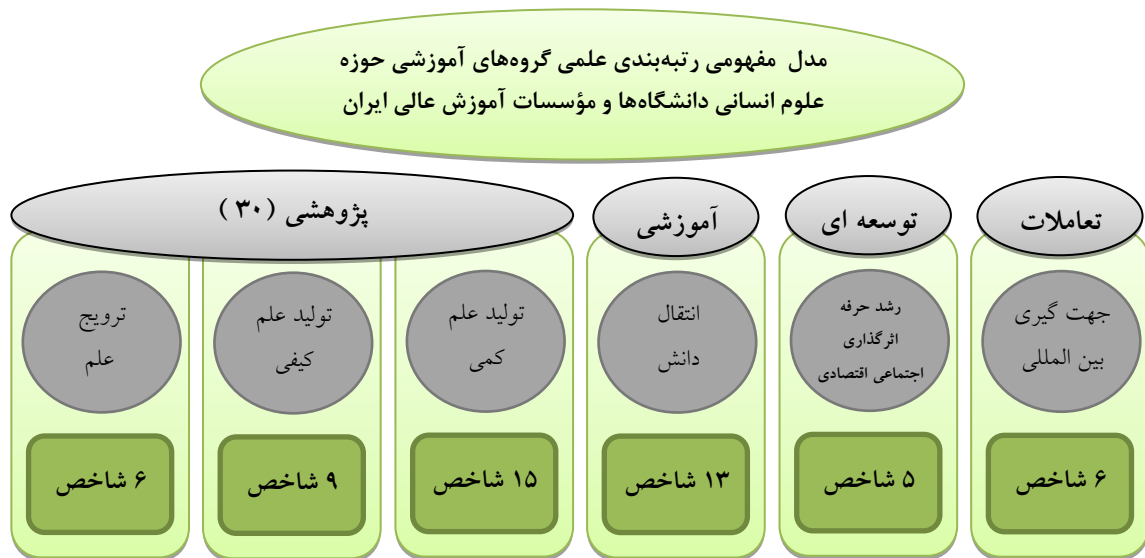 مدل مفهومی رتبه‌بندی علمی گروه‌های آموزشی حوزه
علوم انسانی دانشگاه‌ها و مؤسسات آموزش عالی ایران
تعاملات
توسعه ای
آموزشی
پژوهشی (۳۰)
جهت گیری
بین المللی
رشد حرفه
اثرگذاری
اجتماعی اقتصادی
انتقال
دانش
تولید علم
کمی
تولید علم
کیفی
ترویج
علم
۶ شاخص
۵ شاخص
۱۳ شاخص
۱۵ شاخص
۹ شاخص
۶ شاخص